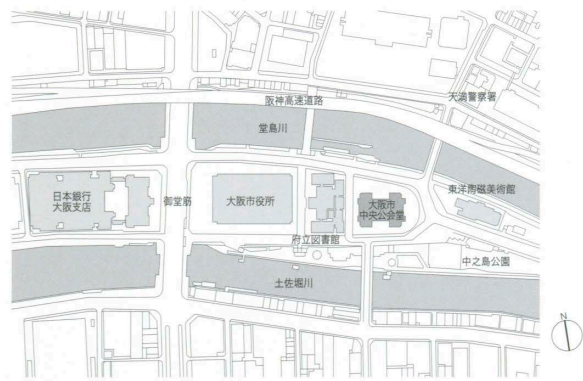 阪神高速道路
天満警察署
堂島川
日本銀行
大阪支店
御堂筋
大阪市役所
大阪市
中央公会堂
東洋陶磁美術館
府立図書館
中之島公園
土佐堀川
N